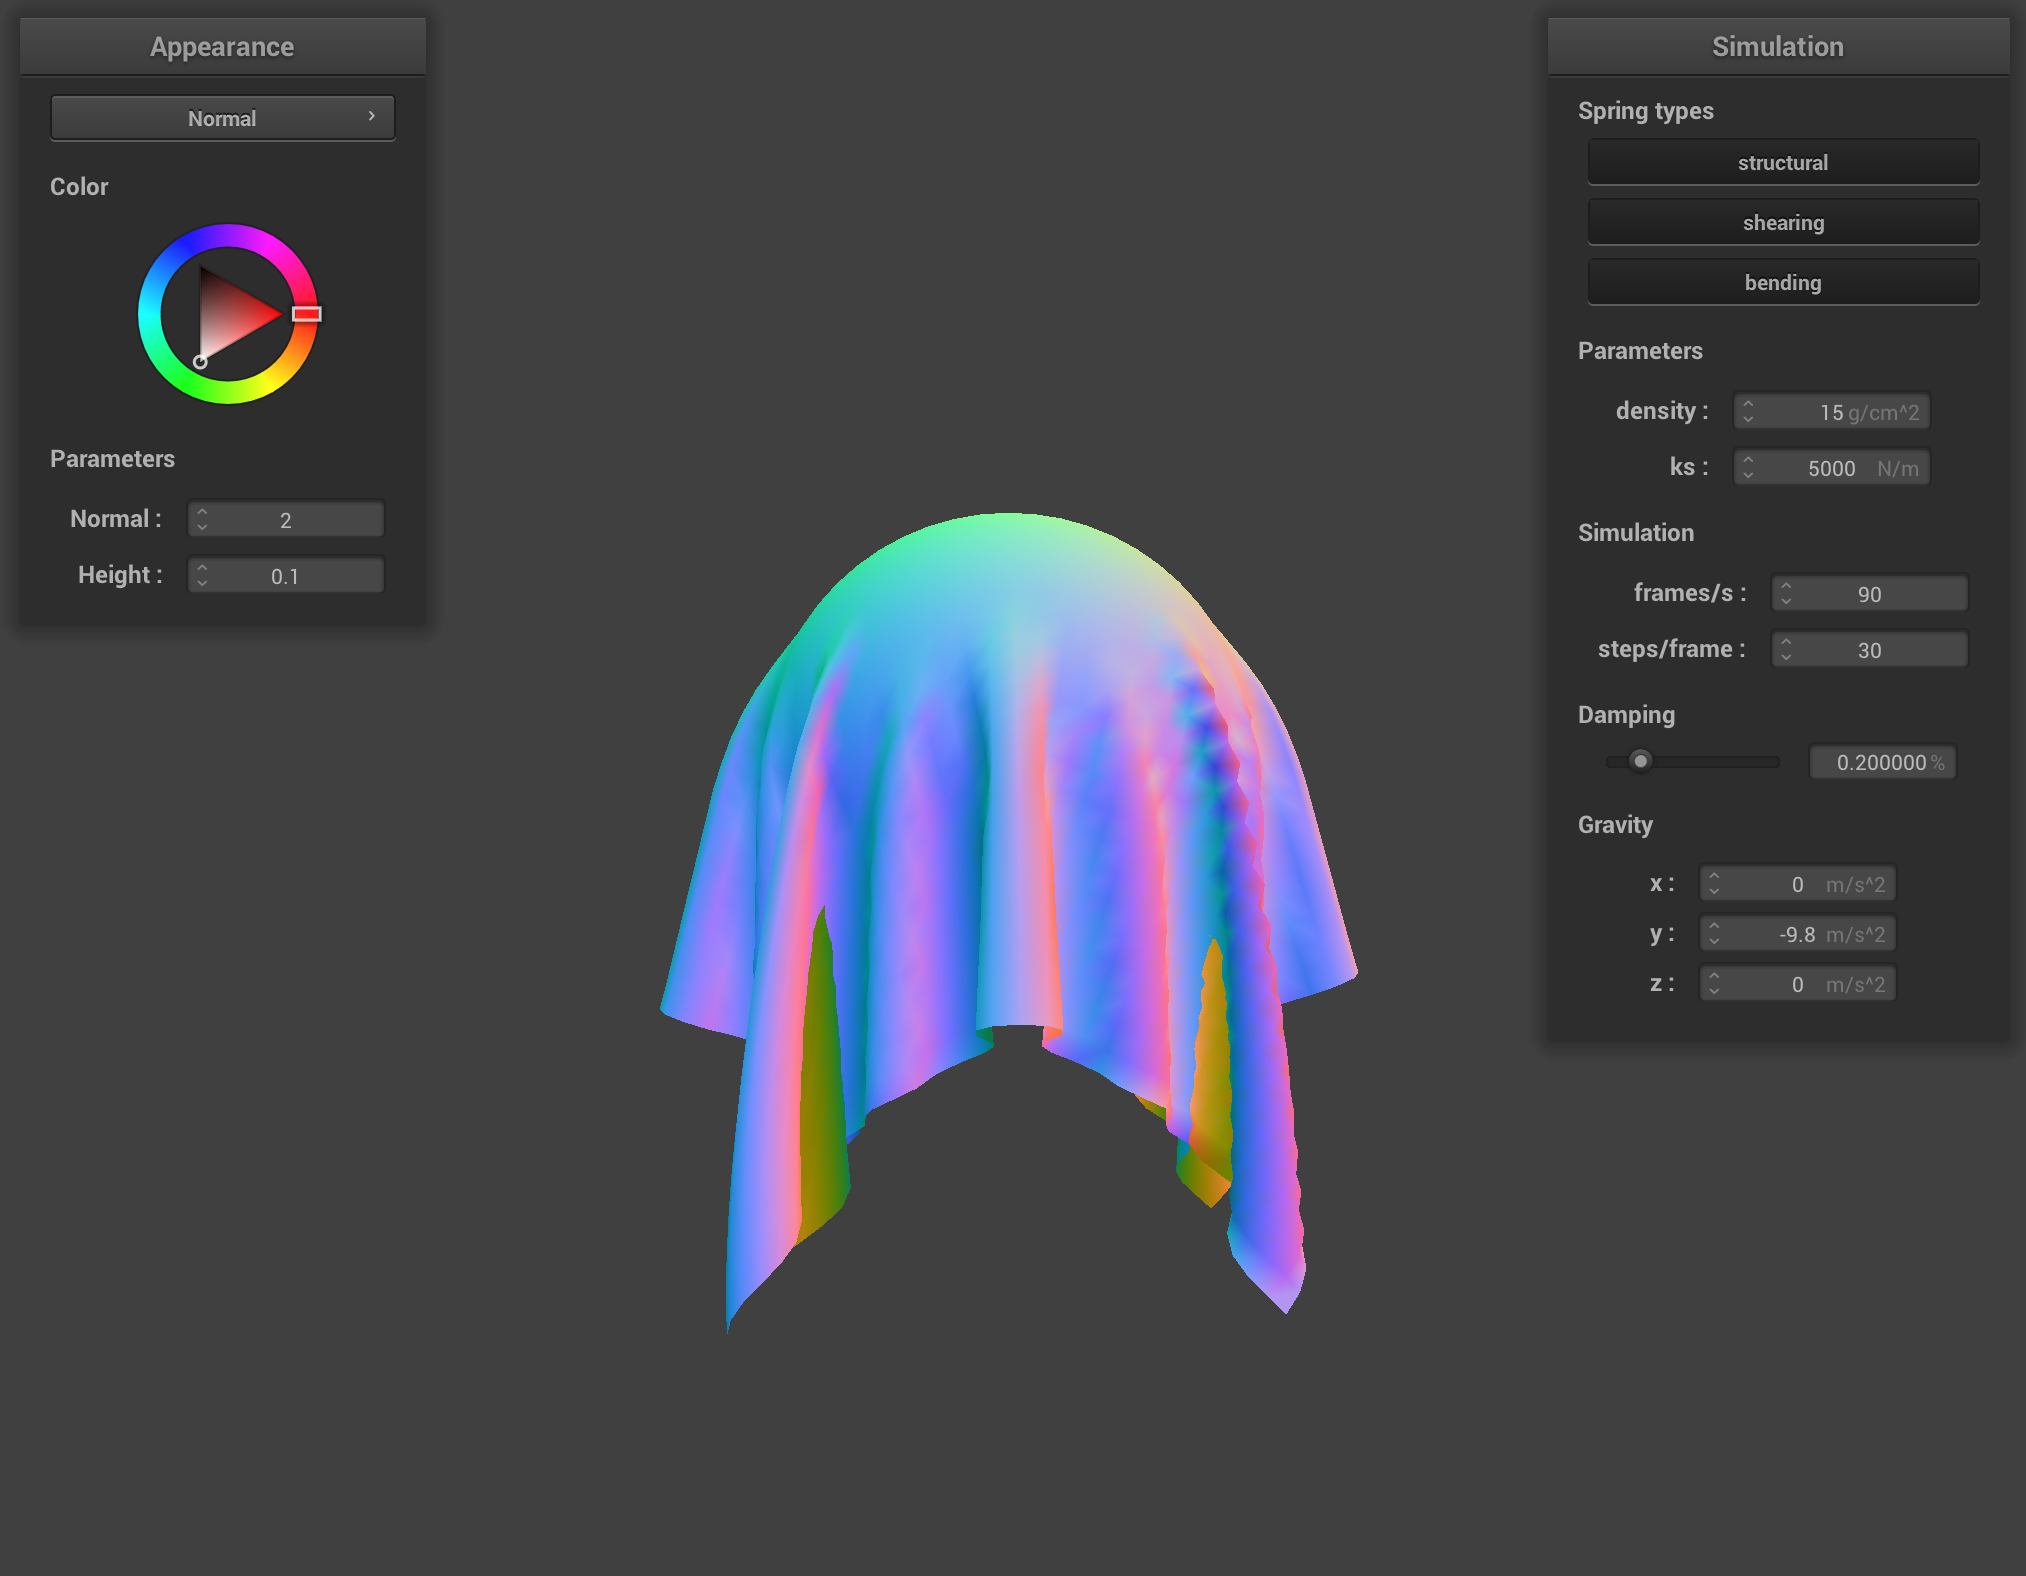 Appearance
Normal
Color
Parameters
Normal : 2
Height : 0.1
Simulation
Spring types
structural
shearing
bending
Parameters
density : 15 g/cm^2
ks : 5000 N/m
Simulation
frames/s : 90
steps/frame : 30
Damping
0.200000 %
Gravity
x : 0 m/s^2
y : -9.8 m/s^2
z : 0 m/s^2